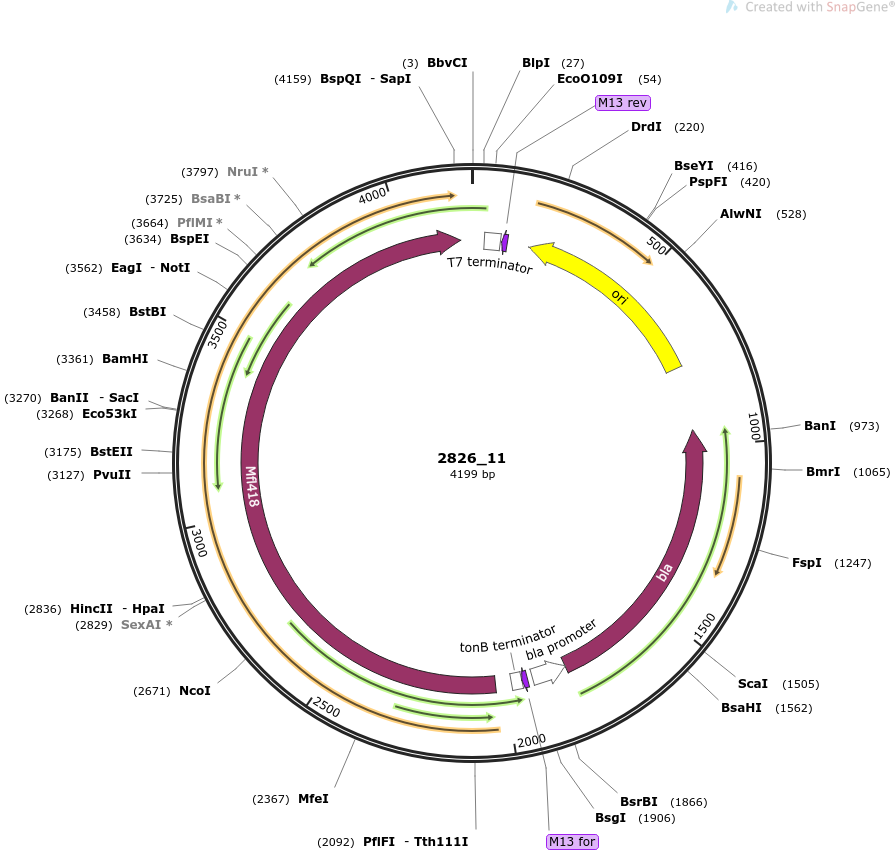 Created with SnapGene®
(3) BbvCI
BlpI (27)
(4159) BspQI - SapI
EcoO109I (54)
M13 rev
DrdI (220)
BseYI (416)
PspFI (420)
AlwNI (528)
(3797) NruI *
(3725) BsaBI *
(3664) PflMI *
(3634) BspEI
(3562) EagI - NotI
(3458) BstBI
(3361) BamHI
(3270) BanII - SacI
(3268) Eco53kI
(3175) BstEII
(3127) PvuII
(2836) HincII - HpaI
(2829) SexAI *
(2671) NcoI
(2367) MfeI
(2092) PflFI - Tth111I
M13 for
BsgI (1906)
BsrBI (1866)
BsaHI (1562)
ScaI (1505)
FspI (1247)
BmrI (1065)
BanI (973)
4000
500
1000
1500
2000
2500
3000
3500
T7 terminator
ori
Mfl418
2826_11
4199 bp
bla
tonB terminator
bla promoter